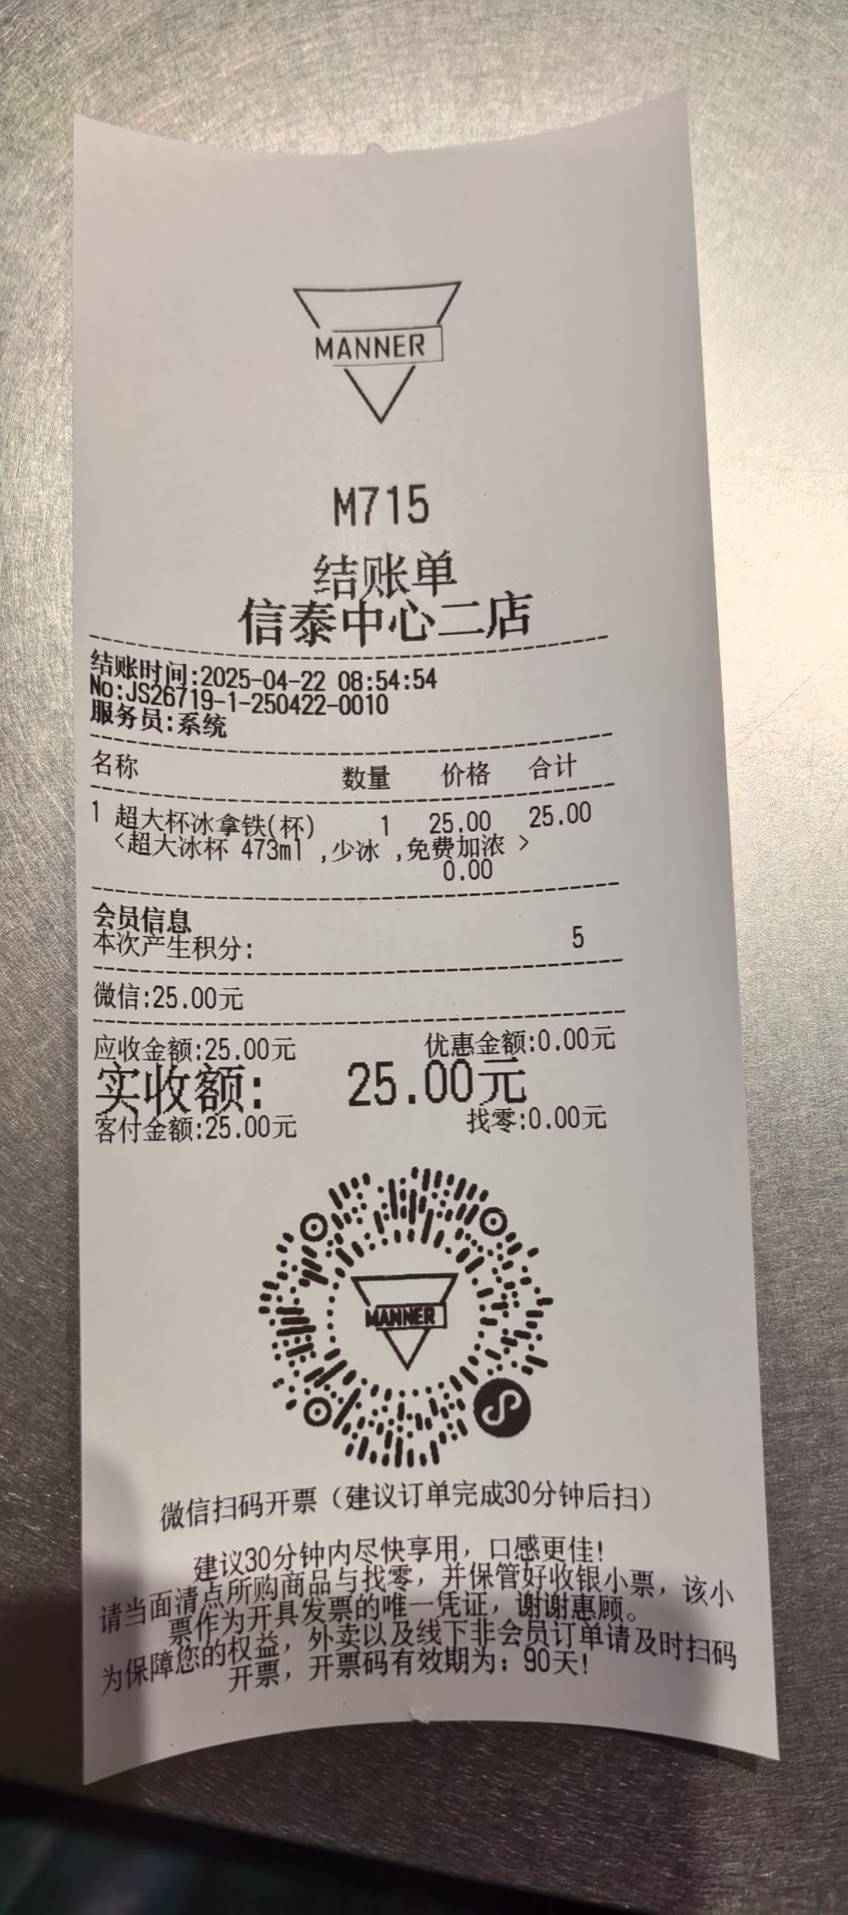 MANNER
M715
结账单
信泰中心二店
结账时间:2025-04-22 08:54:54
No:JS26719-1-250422-0010
服务员:系统
名称 数量 价格 合计
1 超大杯冰拿铁(杯) 1 25.00 25.00
<超大冰杯 473ml ,少冰 ,免费加浓 >
0.00
会员信息
本次产生积分: 5
微信:25.00元
应收金额:25.00元 优惠金额:0.00元
实收额: 25.00元
客付金额:25.00元 找零:0.00元
MANNER
微信扫码开票（建议订单完成30分钟后扫）
建议30分钟内尽快享用，口感更佳！
请当面清点所购商品与找零，并保管好收银小票，该小
票作为开具发票的唯一凭证，谢谢惠顾。
为保障您的权益，外卖以及线下非会员订单请及时扫码
开票，开票码有效期为：90天！